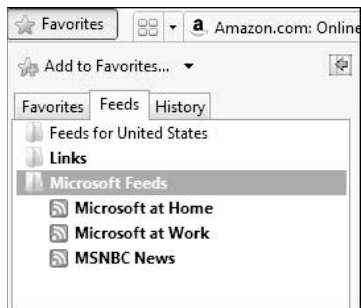 Favorites a Amazon.com: Online
Add to Favorites...
Favorites Feeds History
Feeds for United States
Links
Microsoft Feeds
Microsoft at Home
Microsoft at Work
MSNBC News